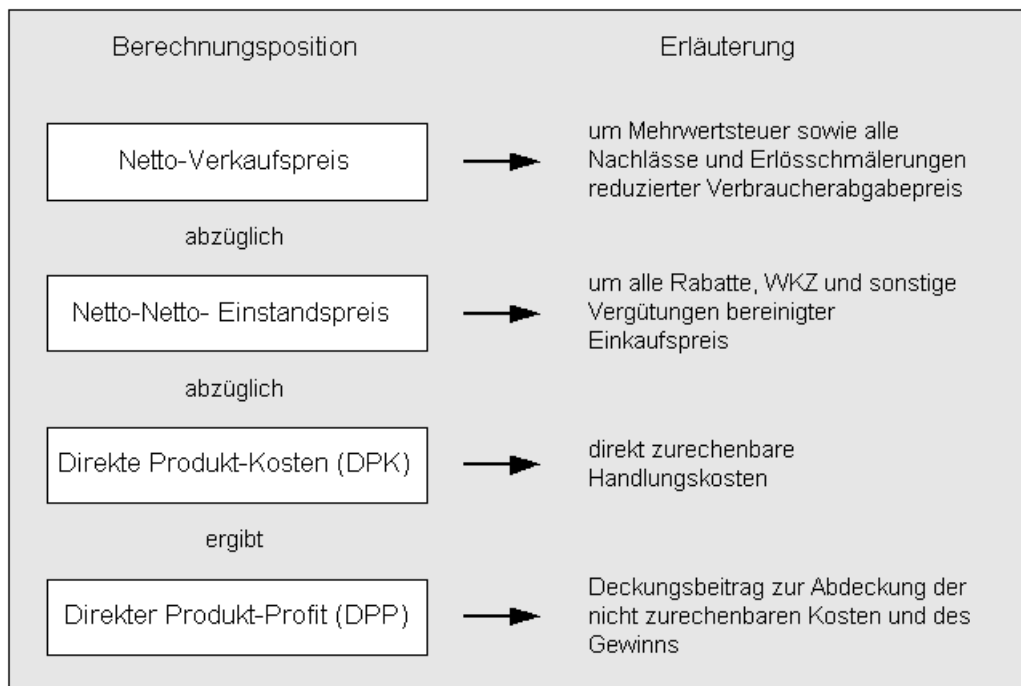 Berechnungsposition
Erläuterung
Netto-Verkaufspreis
um Mehrwertsteuer sowie alle
Nachlässe und Erlösschmälerungen
reduzierter Verbraucherabgabepreis
abzüglich
Netto-Netto- Einstandspreis
um alle Rabatte, WKZ und sonstige
Vergütungen bereinigter
Einkaufspreis
abzüglich
Direkte Produkt-Kosten (DPK)
direkt zurechenbare
Handlungskosten
ergibt
Direkter Produkt-Profit (DPP)
Deckungsbeitrag zur Abdeckung der
nicht zurechenbaren Kosten und des
Gewinns